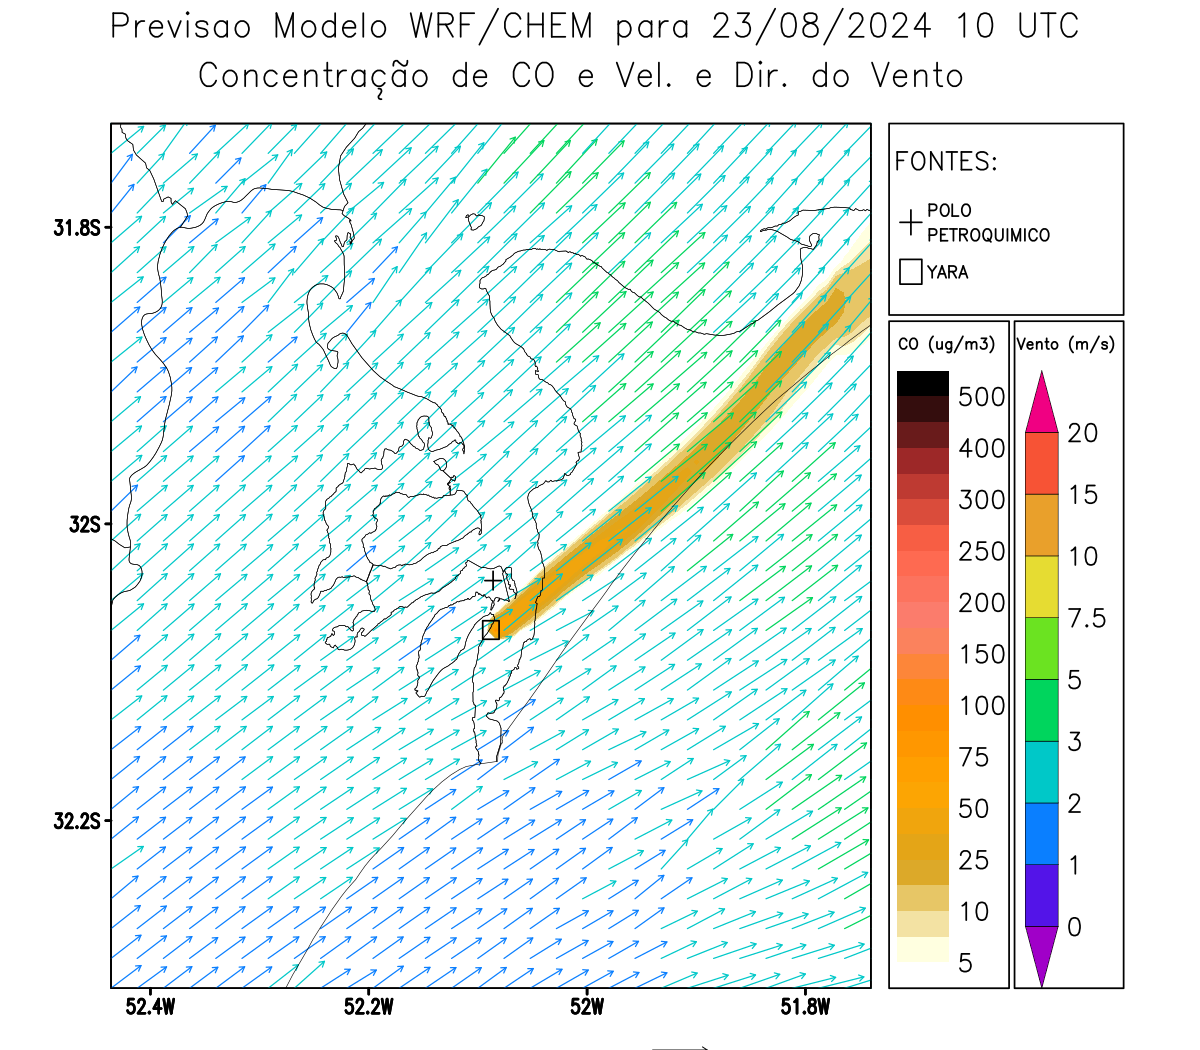 Previsao Modelo WRF/CHEM para 23/08/2024 10 UTC
Concentração de CO e Vel. e Dir. do Vento
FONTES:
POLO
PETROQUIMICO
YARA
CO (ug/m3)
500
400
300
250
200
150
100
75
50
25
10
5
Vento (m/s)
20
15
10
7.5
5
3
2
1
0
31.8S
32S
32.2S
52.4W
52.2W
52W
51.8W